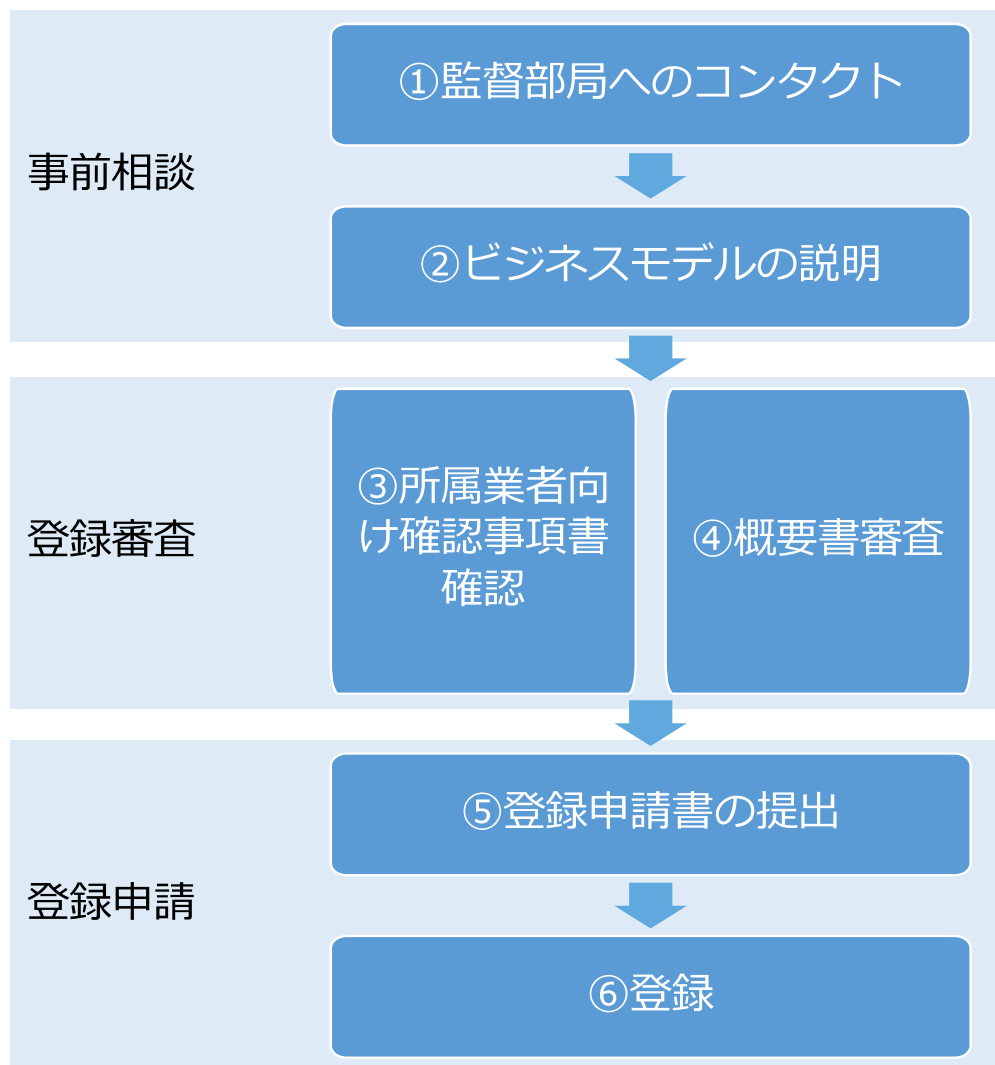 事前相談
①監督部局へのコンタクト
②ビジネスモデルの説明
登録審査
③所属業者向
け確認事項書
確認
④概要書審査
登録申請
⑤登録申請書の提出
⑥登録